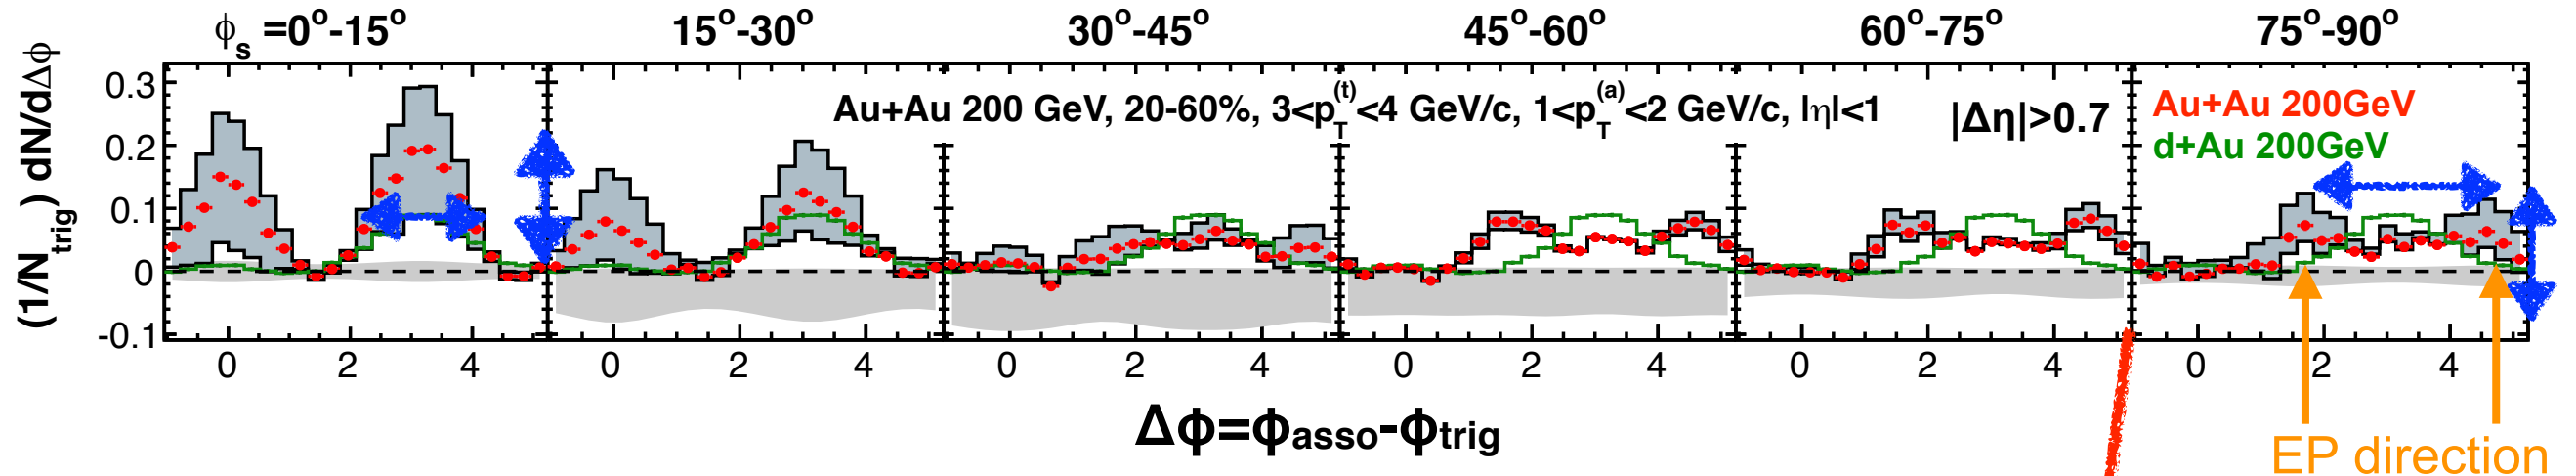 ϕs =0°-15° 15°-30° 30°-45° 45°-60° 60°-75° 75°-90°
(1/Ntrig) dN/dΔϕ
0.3
0.2
0.1
0
-0.1
Au+Au 200 GeV, 20-60%, 3<pT(t)<4 GeV/c, 1<pT(a)<2 GeV/c, |η|<1
|Δη|>0.7
Au+Au 200GeV
d+Au 200GeV
0 2 4 0 2 4 0 2 4 0 2 4 0 2 4 0 2 4
Δϕ=ϕasso-ϕtrig
EP direction